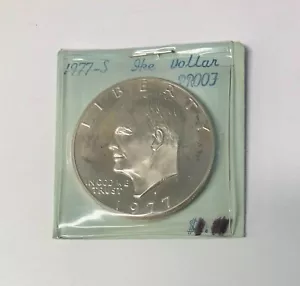 1977-S Ike Dollar
PROOF
LIBERTY
IN GOD WE
TRUST
1977